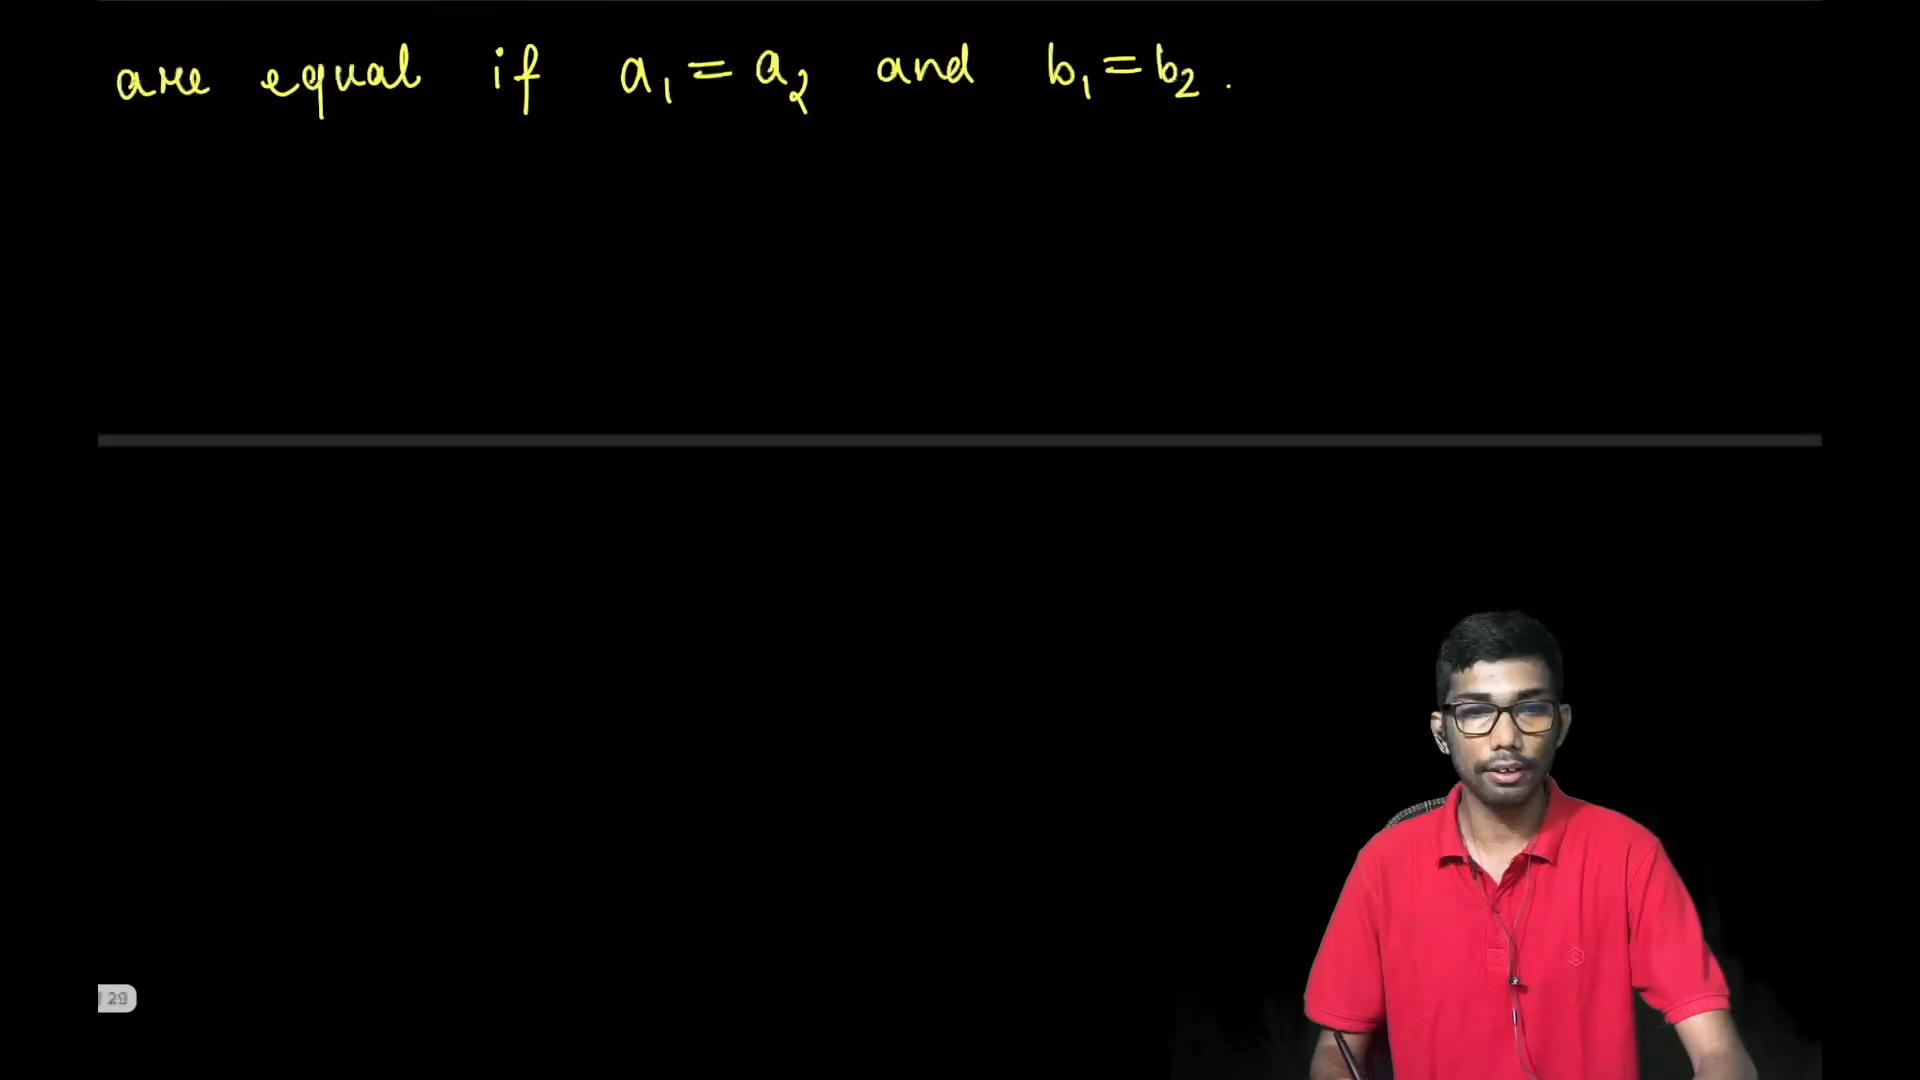 are equal if a₁ = a₂ and b₁ = b₂ .
/ 29